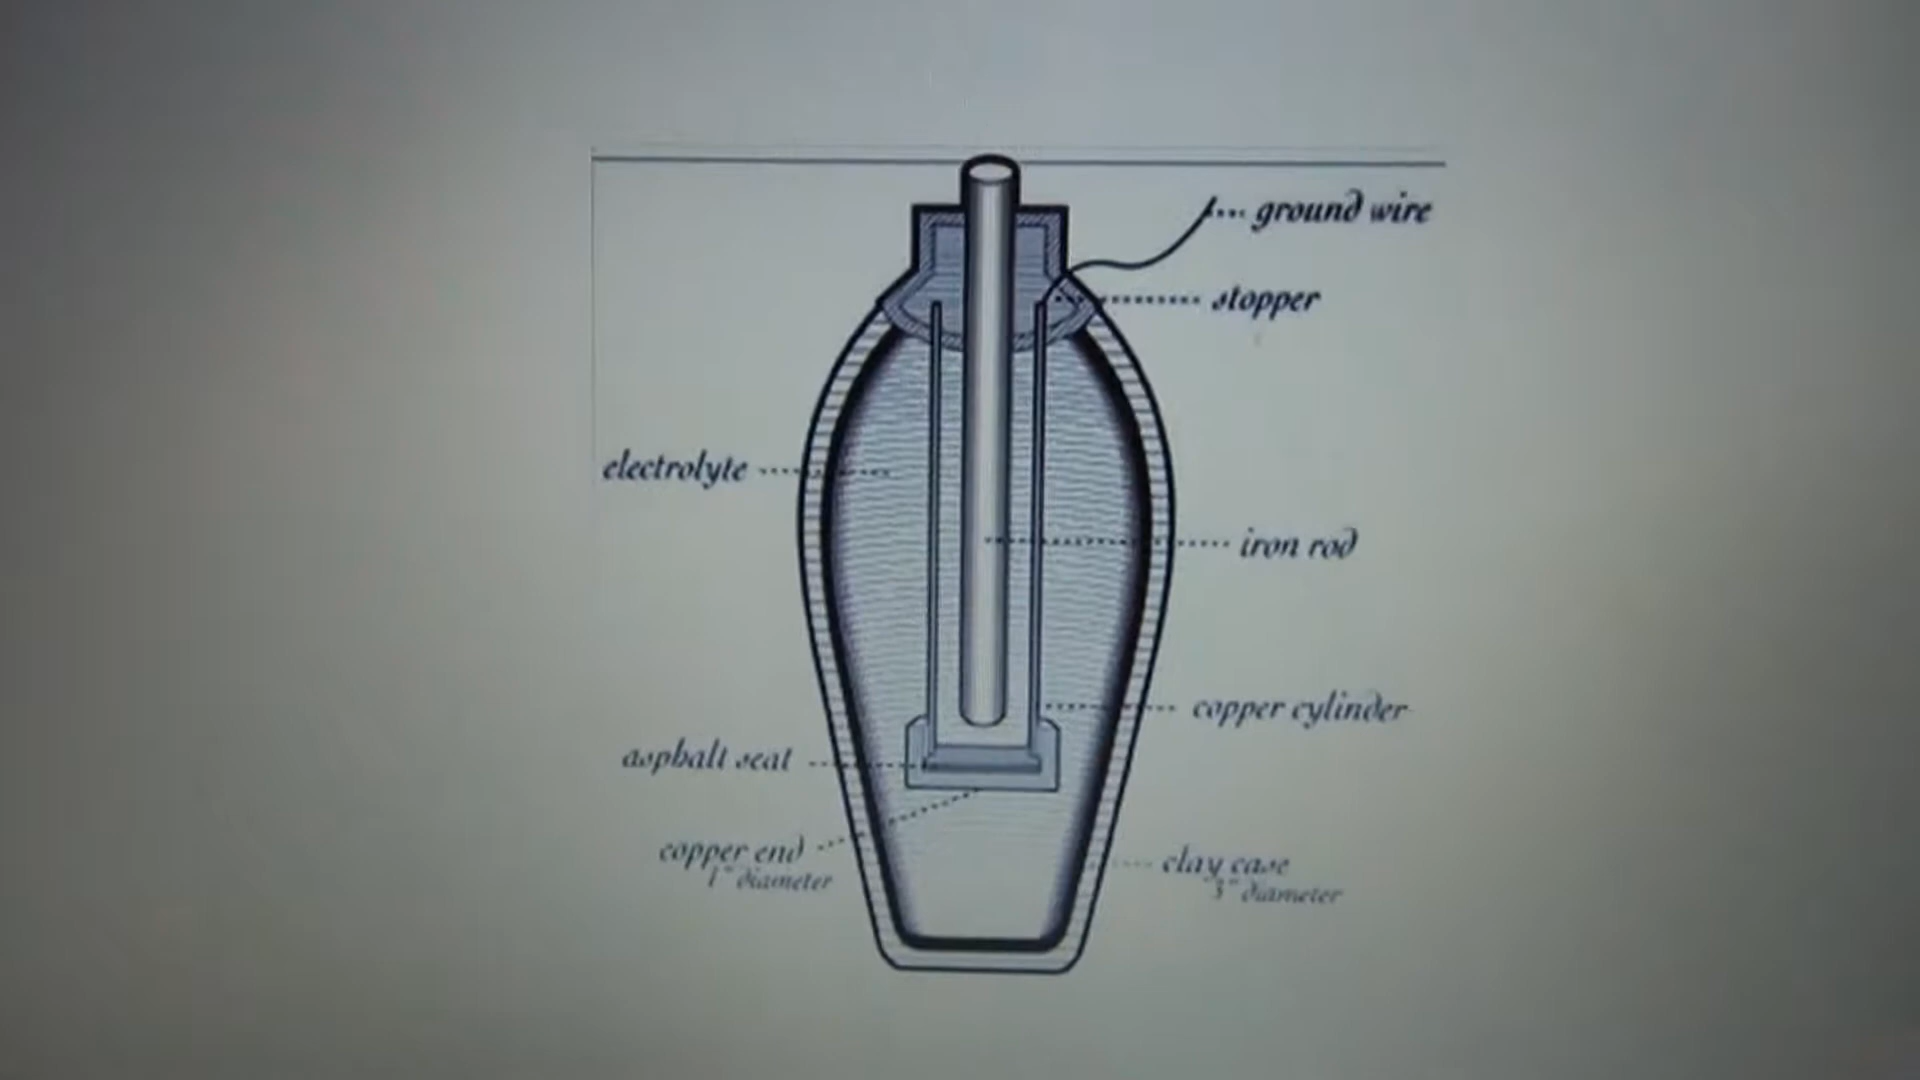 ground wire
stopper
electrolyte
iron rod
copper cylinder
asphalt seat
copper end
1" diameter
clay case
3" diameter